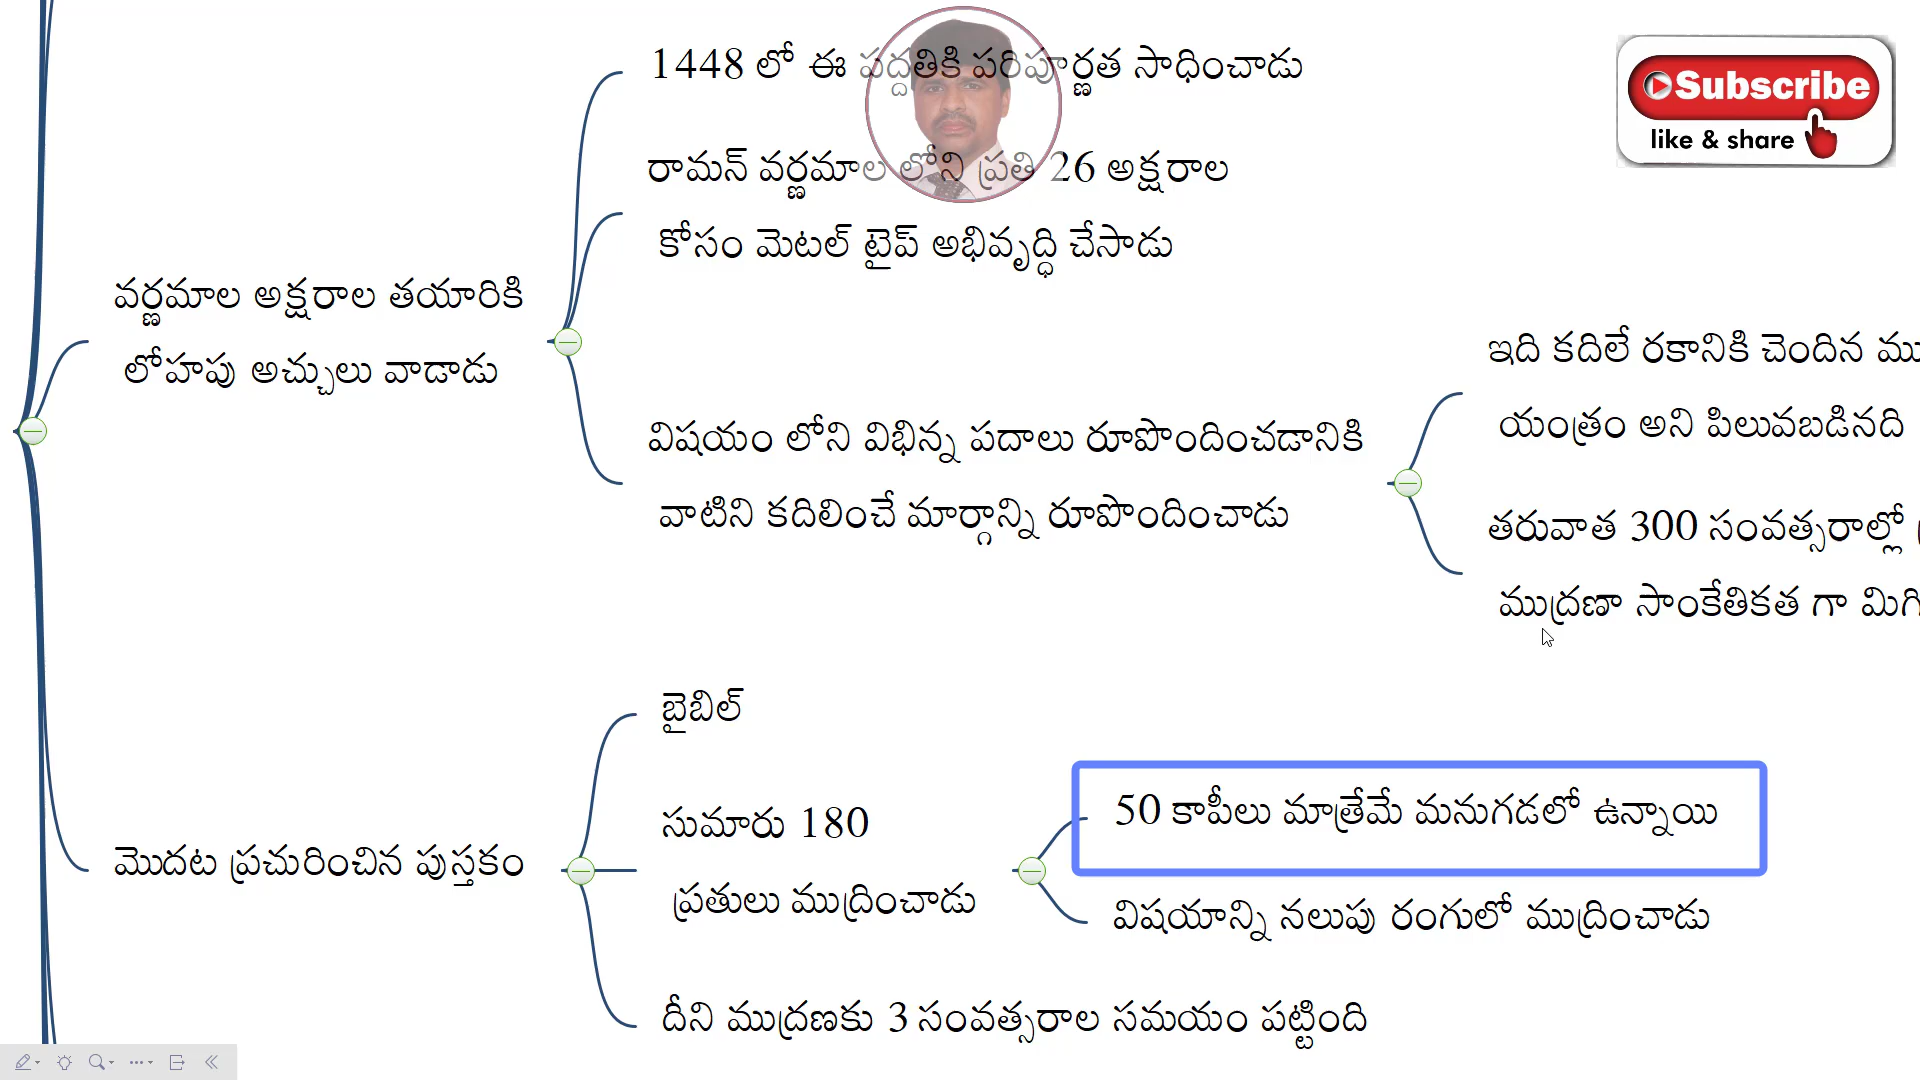 1448 లో ఈ పద్దతికి పరిపూర్ణత సాధించాడు
రామన్ వర్ణమాల లోని ప్రతి 26 అక్షరాల
కోసం మెటల్ టైప్ అభివృద్ధి చేసాడు
వర్ణమాల అక్షరాల తయారికి
లోహపు అచ్చులు వాడాడు
విషయం లోని విభిన్న పదాలు రూపొందించడానికి
వాటిని కదిలించే మార్గాన్ని రూపొందించాడు
ఇది కదిలే రకానికి చెందిన
యంత్రం అని పిలువబడినది
తరువాత 300 సంవత్సరాల్లో
ముద్రణా సాంకేతికత గా
మొదట ప్రచురించిన పుస్తకం
బైబిల్
సుమారు 180
ప్రతులు ముద్రించాడు
50 కాపీలు మాత్రేమే మనుగడలో ఉన్నాయి
విషయాన్ని నలుపు రంగులో ముద్రించాడు
దీని ముద్రణకు 3 సంవత్సరాల సమయం పట్టింది
Subscribe
like & share